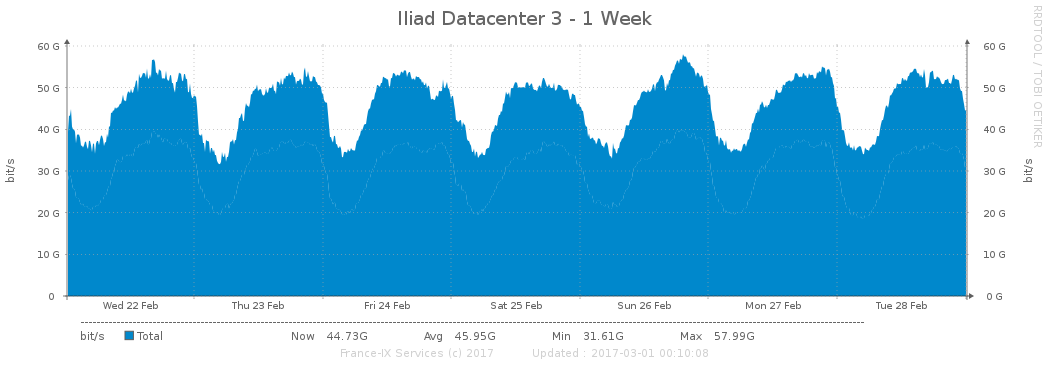 Iliad Datacenter 3 - 1 Week
RRDTOOL / TOBI OETIKER
60 G 60 G
50 G 50 G
40 G 40 G
30 G 30 G
20 G 20 G
10 G 10 G
0 0 G
bit/s bit/s
Wed 22 Feb Thu 23 Feb Fri 24 Feb Sat 25 Feb Sun 26 Feb Mon 27 Feb Tue 28 Feb
bit/s Total Now 44.73G Avg 45.95G Min 31.61G Max 57.99G
France-IX Services (c) 2017 Updated : 2017-03-01 00:10:08